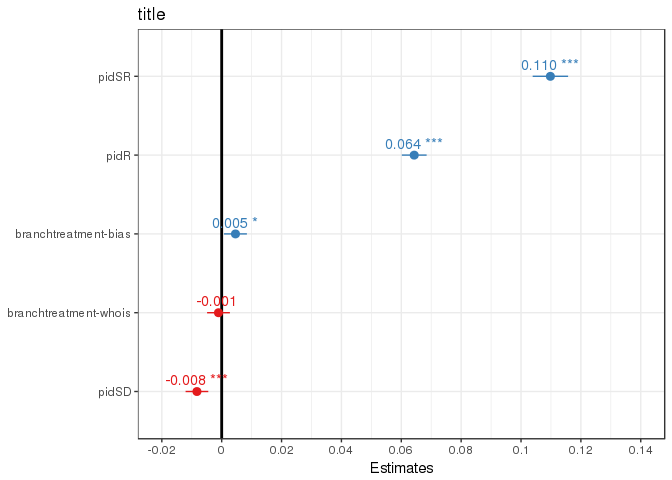 title
pidSR
0.110 ***
pidR
0.064 ***
branchtreatment-bias
0.005 *
branchtreatment-whois
-0.001
pidSD
-0.008 ***
-0.02 0 0.02 0.04 0.06 0.08 0.1 0.12 0.14
Estimates